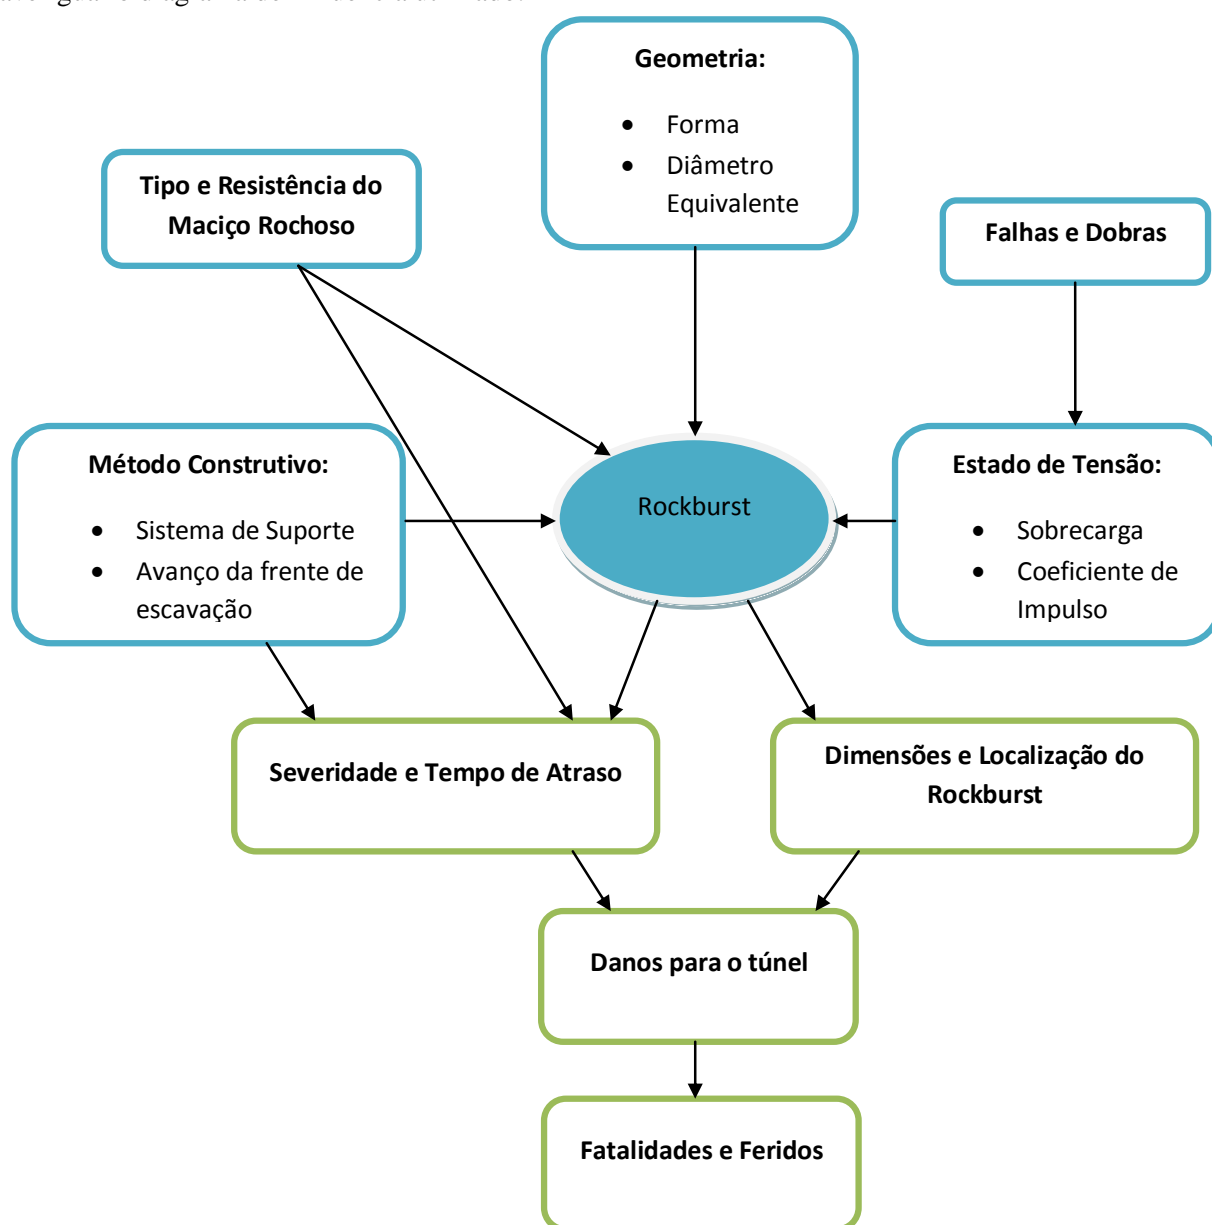 Geometria:
• Forma
• Diâmetro
Equivalente
Tipo e Resistência do
Maciço Rochoso
Falhas e Dobras
Método Construtivo:
• Sistema de Suporte
• Avanço da frente de
escavação
Rockburst
Estado de Tensão:
• Sobrecarga
• Coeficiente de
Impulso
Severidade e Tempo de Atraso
Dimensões e Localização do
Rockburst
Danos para o túnel
Fatalidades e Feridos